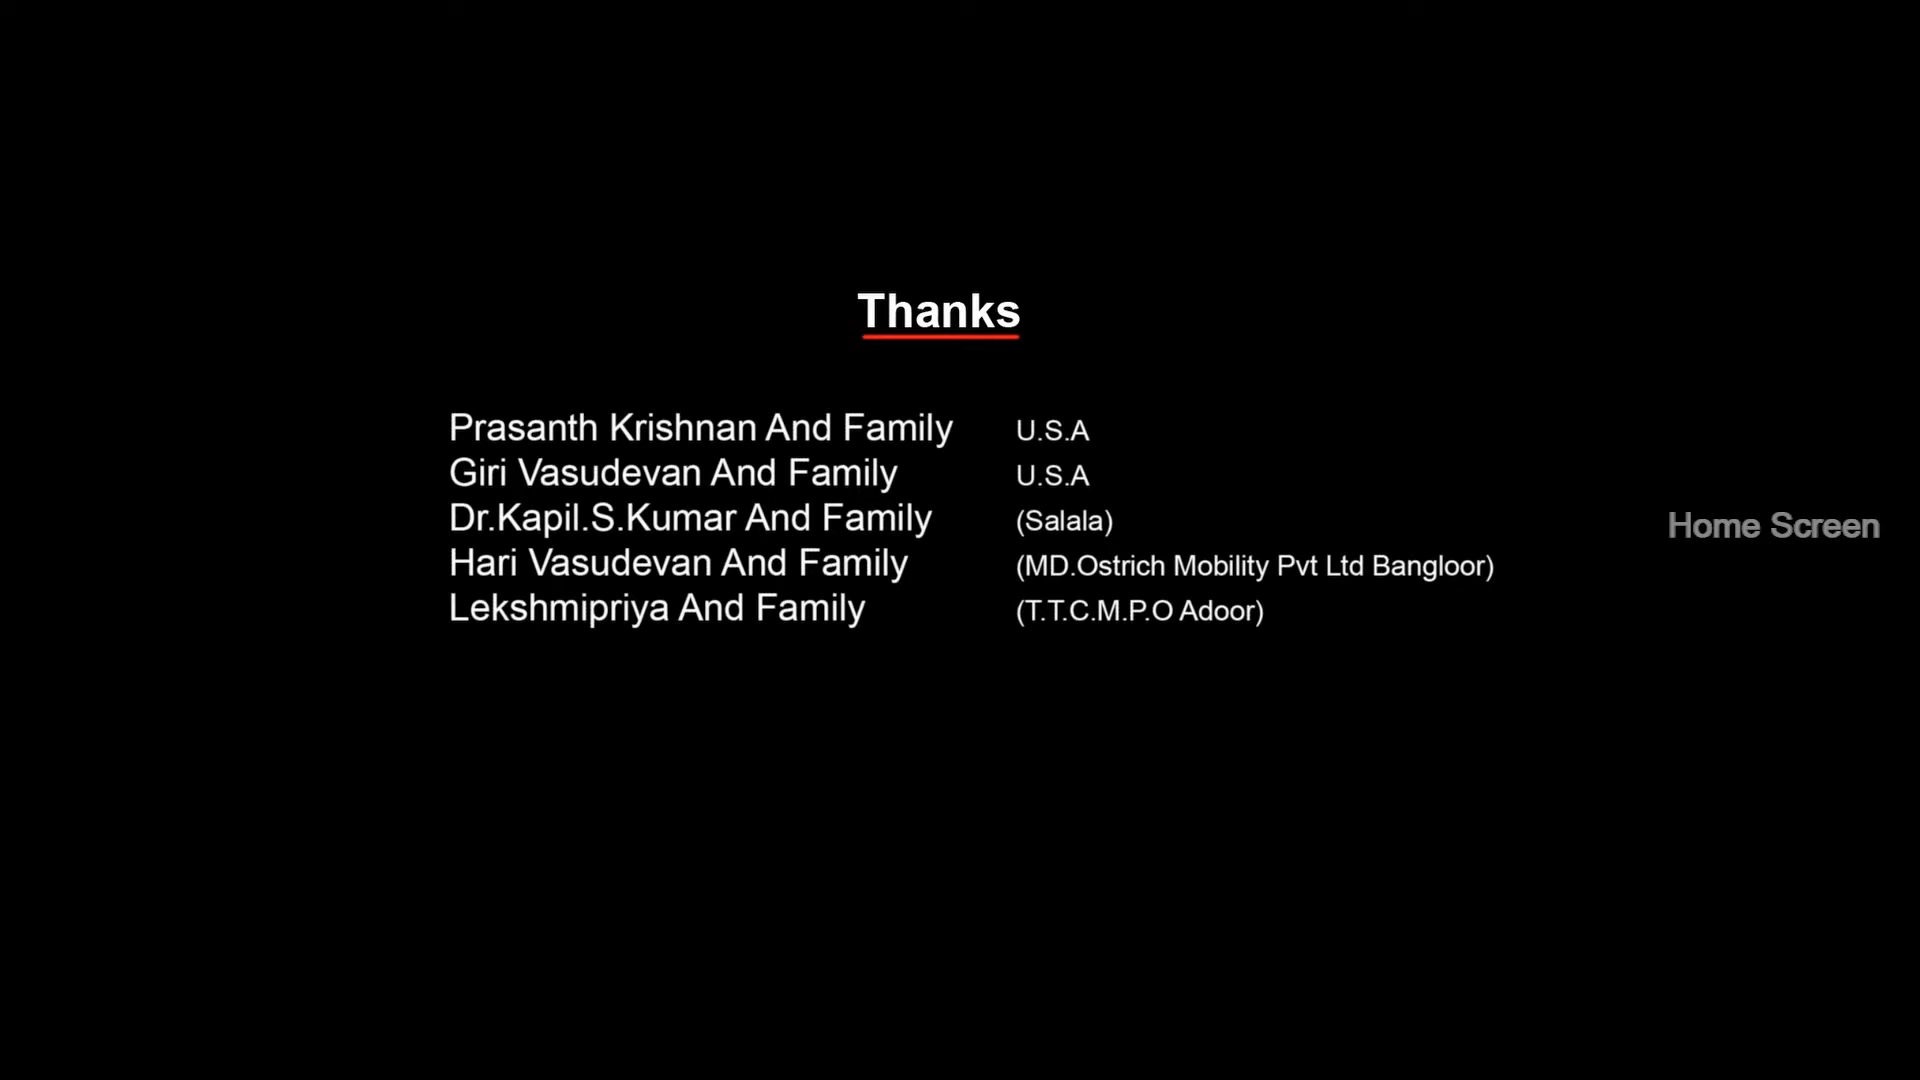 Thanks
Prasanth Krishnan And Family U.S.A
Giri Vasudevan And Family U.S.A
Dr.Kapil.S.Kumar And Family (Salala)
Home Screen
Hari Vasudevan And Family (MD.Ostrich Mobility Pvt Ltd Bangloor)
Lekshmipriya And Family (T.T.C.M.P.O Adoor)